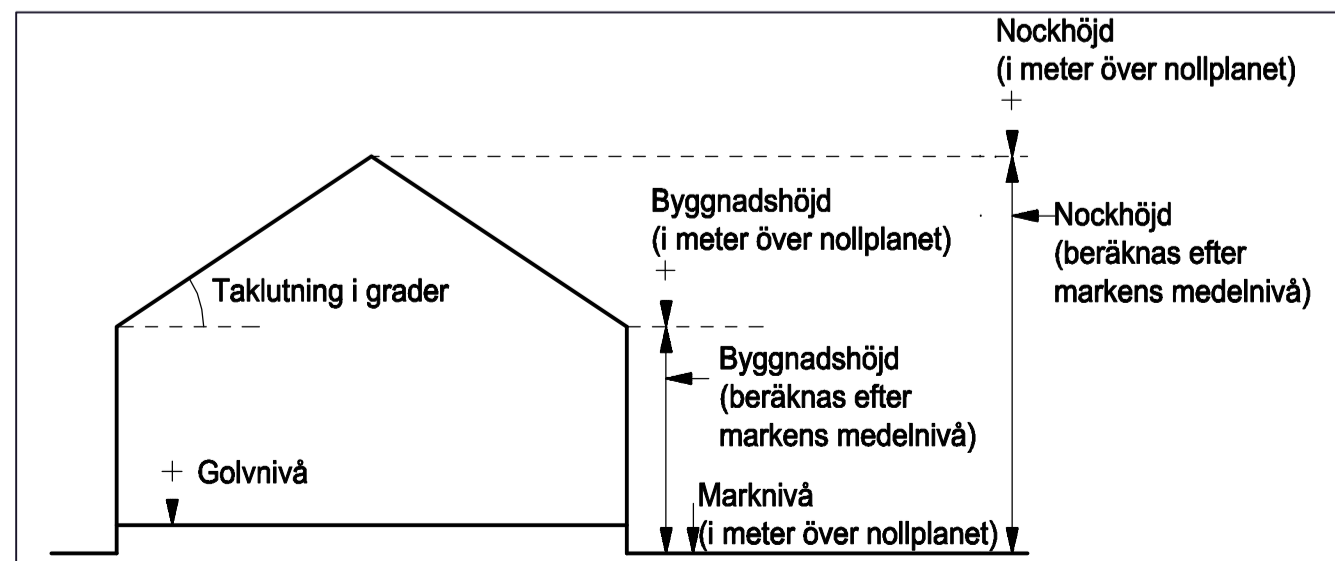 Nockhöjd
(i meter över nollplanet)
+
Byggnadshöjd
(i meter över nollplanet)
+
Nockhöjd
(beräknas efter
markens medelnivå)
Taklutning i grader
Byggnadshöjd
(beräknas efter
markens medelnivå)
+ Golvnivå
Marknivå
(i meter över nollplanet)